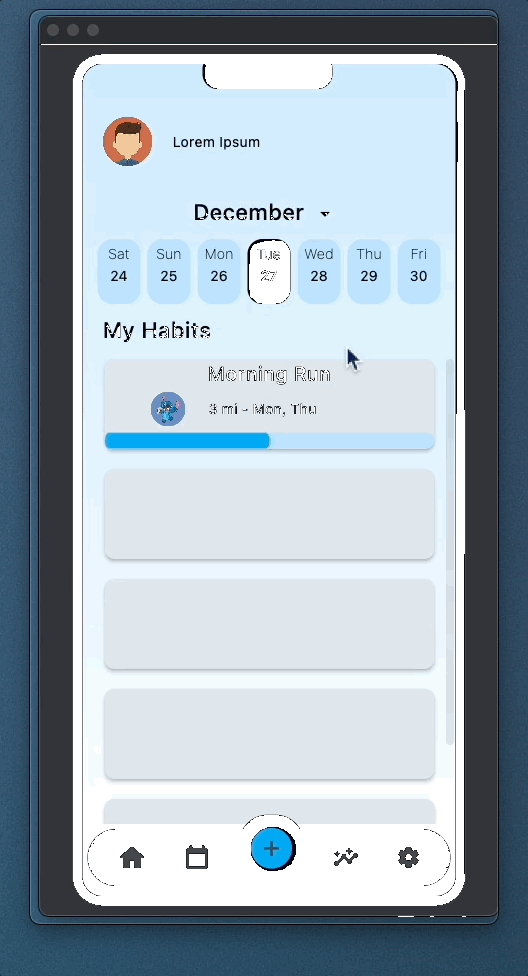 Lorem Ipsum
December
Sat Sun Mon Tue Wed Thu Fri
24 25 26 27 28 29 30
My Habits
Morning Run
3 mi - Mon, Thu